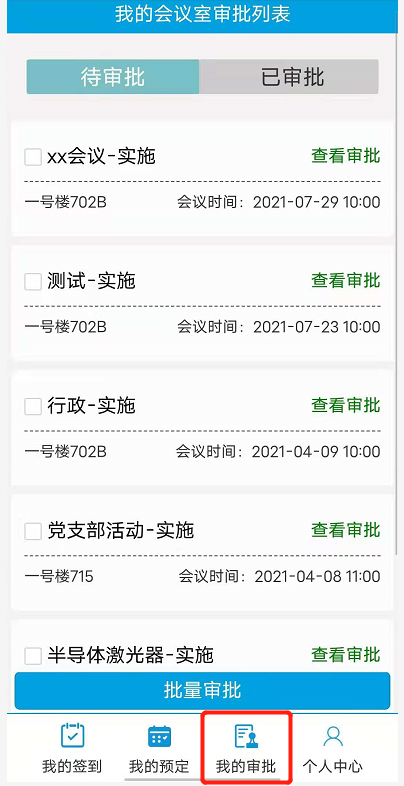 我的会议室审批列表
待审批 已审批
xx会议-实施 查看审批
一号楼702B 会议时间：2021-07-29 10:00
测试-实施 查看审批
一号楼702B 会议时间：2021-07-23 10:00
行政-实施 查看审批
一号楼702B 会议时间：2021-04-09 10:00
党支部活动-实施 查看审批
一号楼715 会议时间：2021-04-08 11:00
半导体激光器-实施 查看审批
批量审批
我的签到 我的预定 我的审批 个人中心